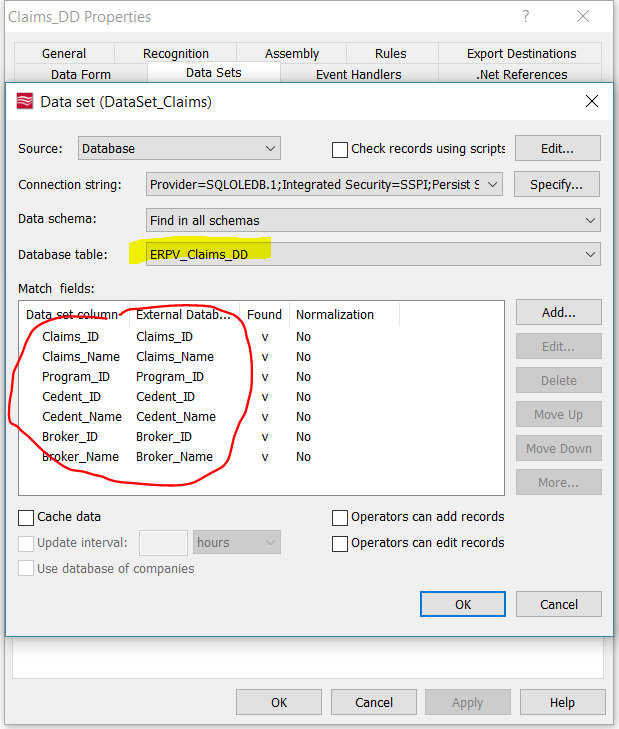 Claims_DD Properties
General Recognition Assembly Rules Export Destinations
Data Form Data Sets Event Handlers .Net References
Data set (DataSet_Claims)
Source: Database Check records using scripts Edit...
Connection string: Provider=SQLOLEDB.1;Integrated Security=SSPI;Persist S Specify...
Data schema: Find in all schemas
Database table: ERPV_Claims_DD
Match fields:
Data set column External Datab... Found Normalization Add...
Claims_ID Claims_ID v No
Claims_Name Claims_Name v No Edit...
Program_ID Program_ID v No Delete
Cedent_ID Cedent_ID v No
Cedent_Name Cedent_Name v No Move Up
Broker_ID Broker_ID v No
Broker_Name Broker_Name v No Move Down
More...
Cache data Operators can add records
Update interval: hours Operators can edit records
Use database of companies
OK Cancel
OK Cancel Apply Help